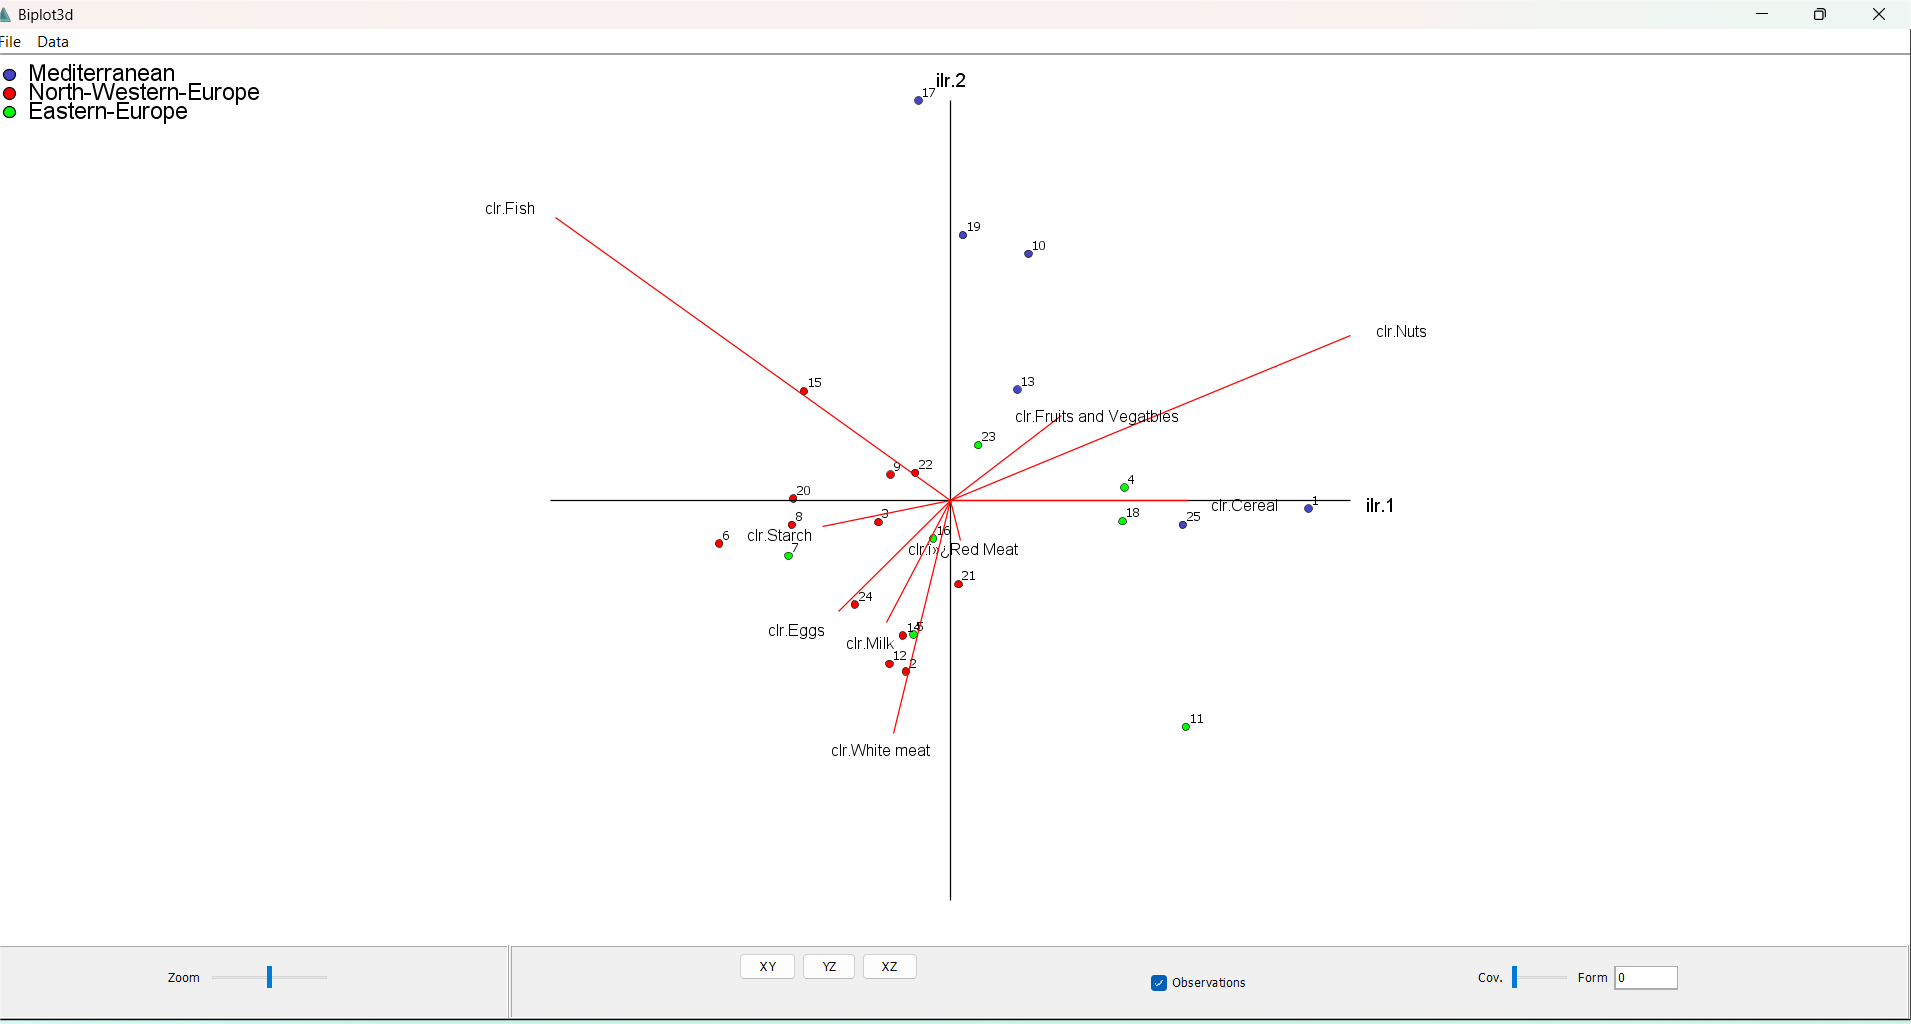 Biplot3d
File Data
Mediterranean
North-Western-Europe
Eastern-Europe
ilr.2
17
clr.Fish
19
10
clr.Nuts
15
13
clr.Fruits and Vegatbles
23
9
22
4
20
clr.Cereal
1
ilr.1
8
3
18
25
6
clr.Starch
7
16
clr.ï»¿Red Meat
21
24
clr.Eggs
14
5
clr.Milk
12
2
11
clr.White meat
Zoom
XY YZ XZ
Observations
Cov. Form 0